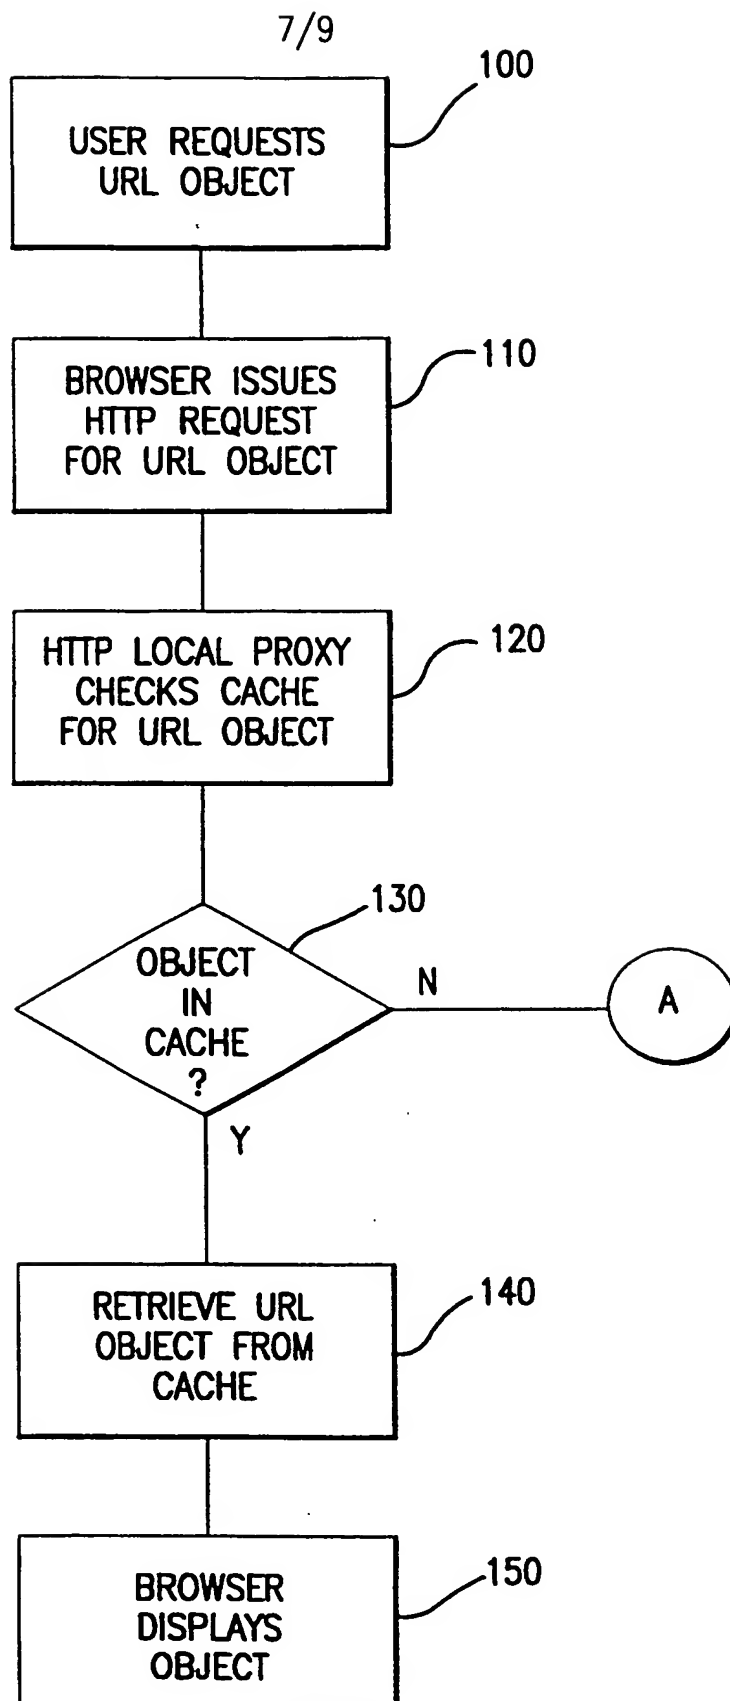 7/9
100
USER REQUESTS
URL OBJECT
110
BROWSER ISSUES
HTTP REQUEST
FOR URL OBJECT
120
HTTP LOCAL PROXY
CHECKS CACHE
FOR URL OBJECT
130
OBJECT
IN
CACHE
?
N
A
Y
140
RETRIEVE URL
OBJECT FROM
CACHE
150
BROWSER
DISPLAYS
OBJECT